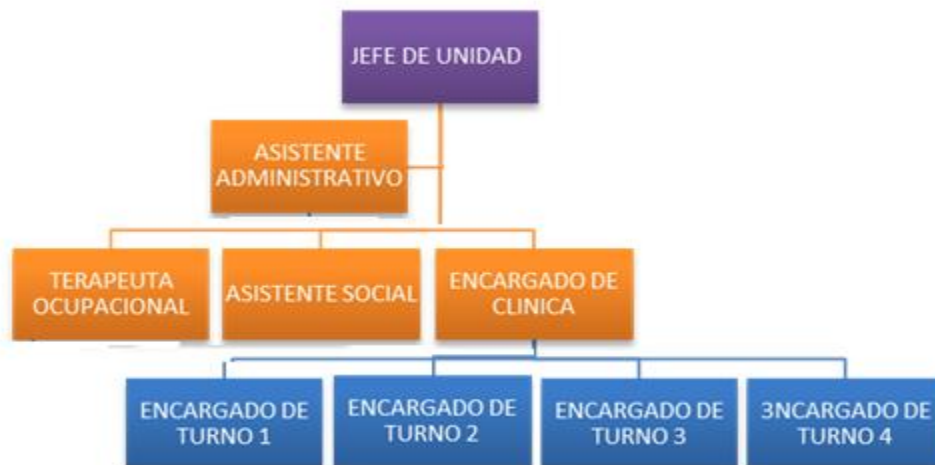 JEFE DE UNIDAD
ASISTENTE
ADMINISTRATIVO
TERAPEUTA
OCUPACIONAL
ASISTENTE SOCIAL
ENCARGADO DE
CLINICA
ENCARGADO DE
TURNO 1
ENCARGADO DE
TURNO 2
ENCARGADO DE
TURNO 3
3NCARGADO DE
TURNO 4